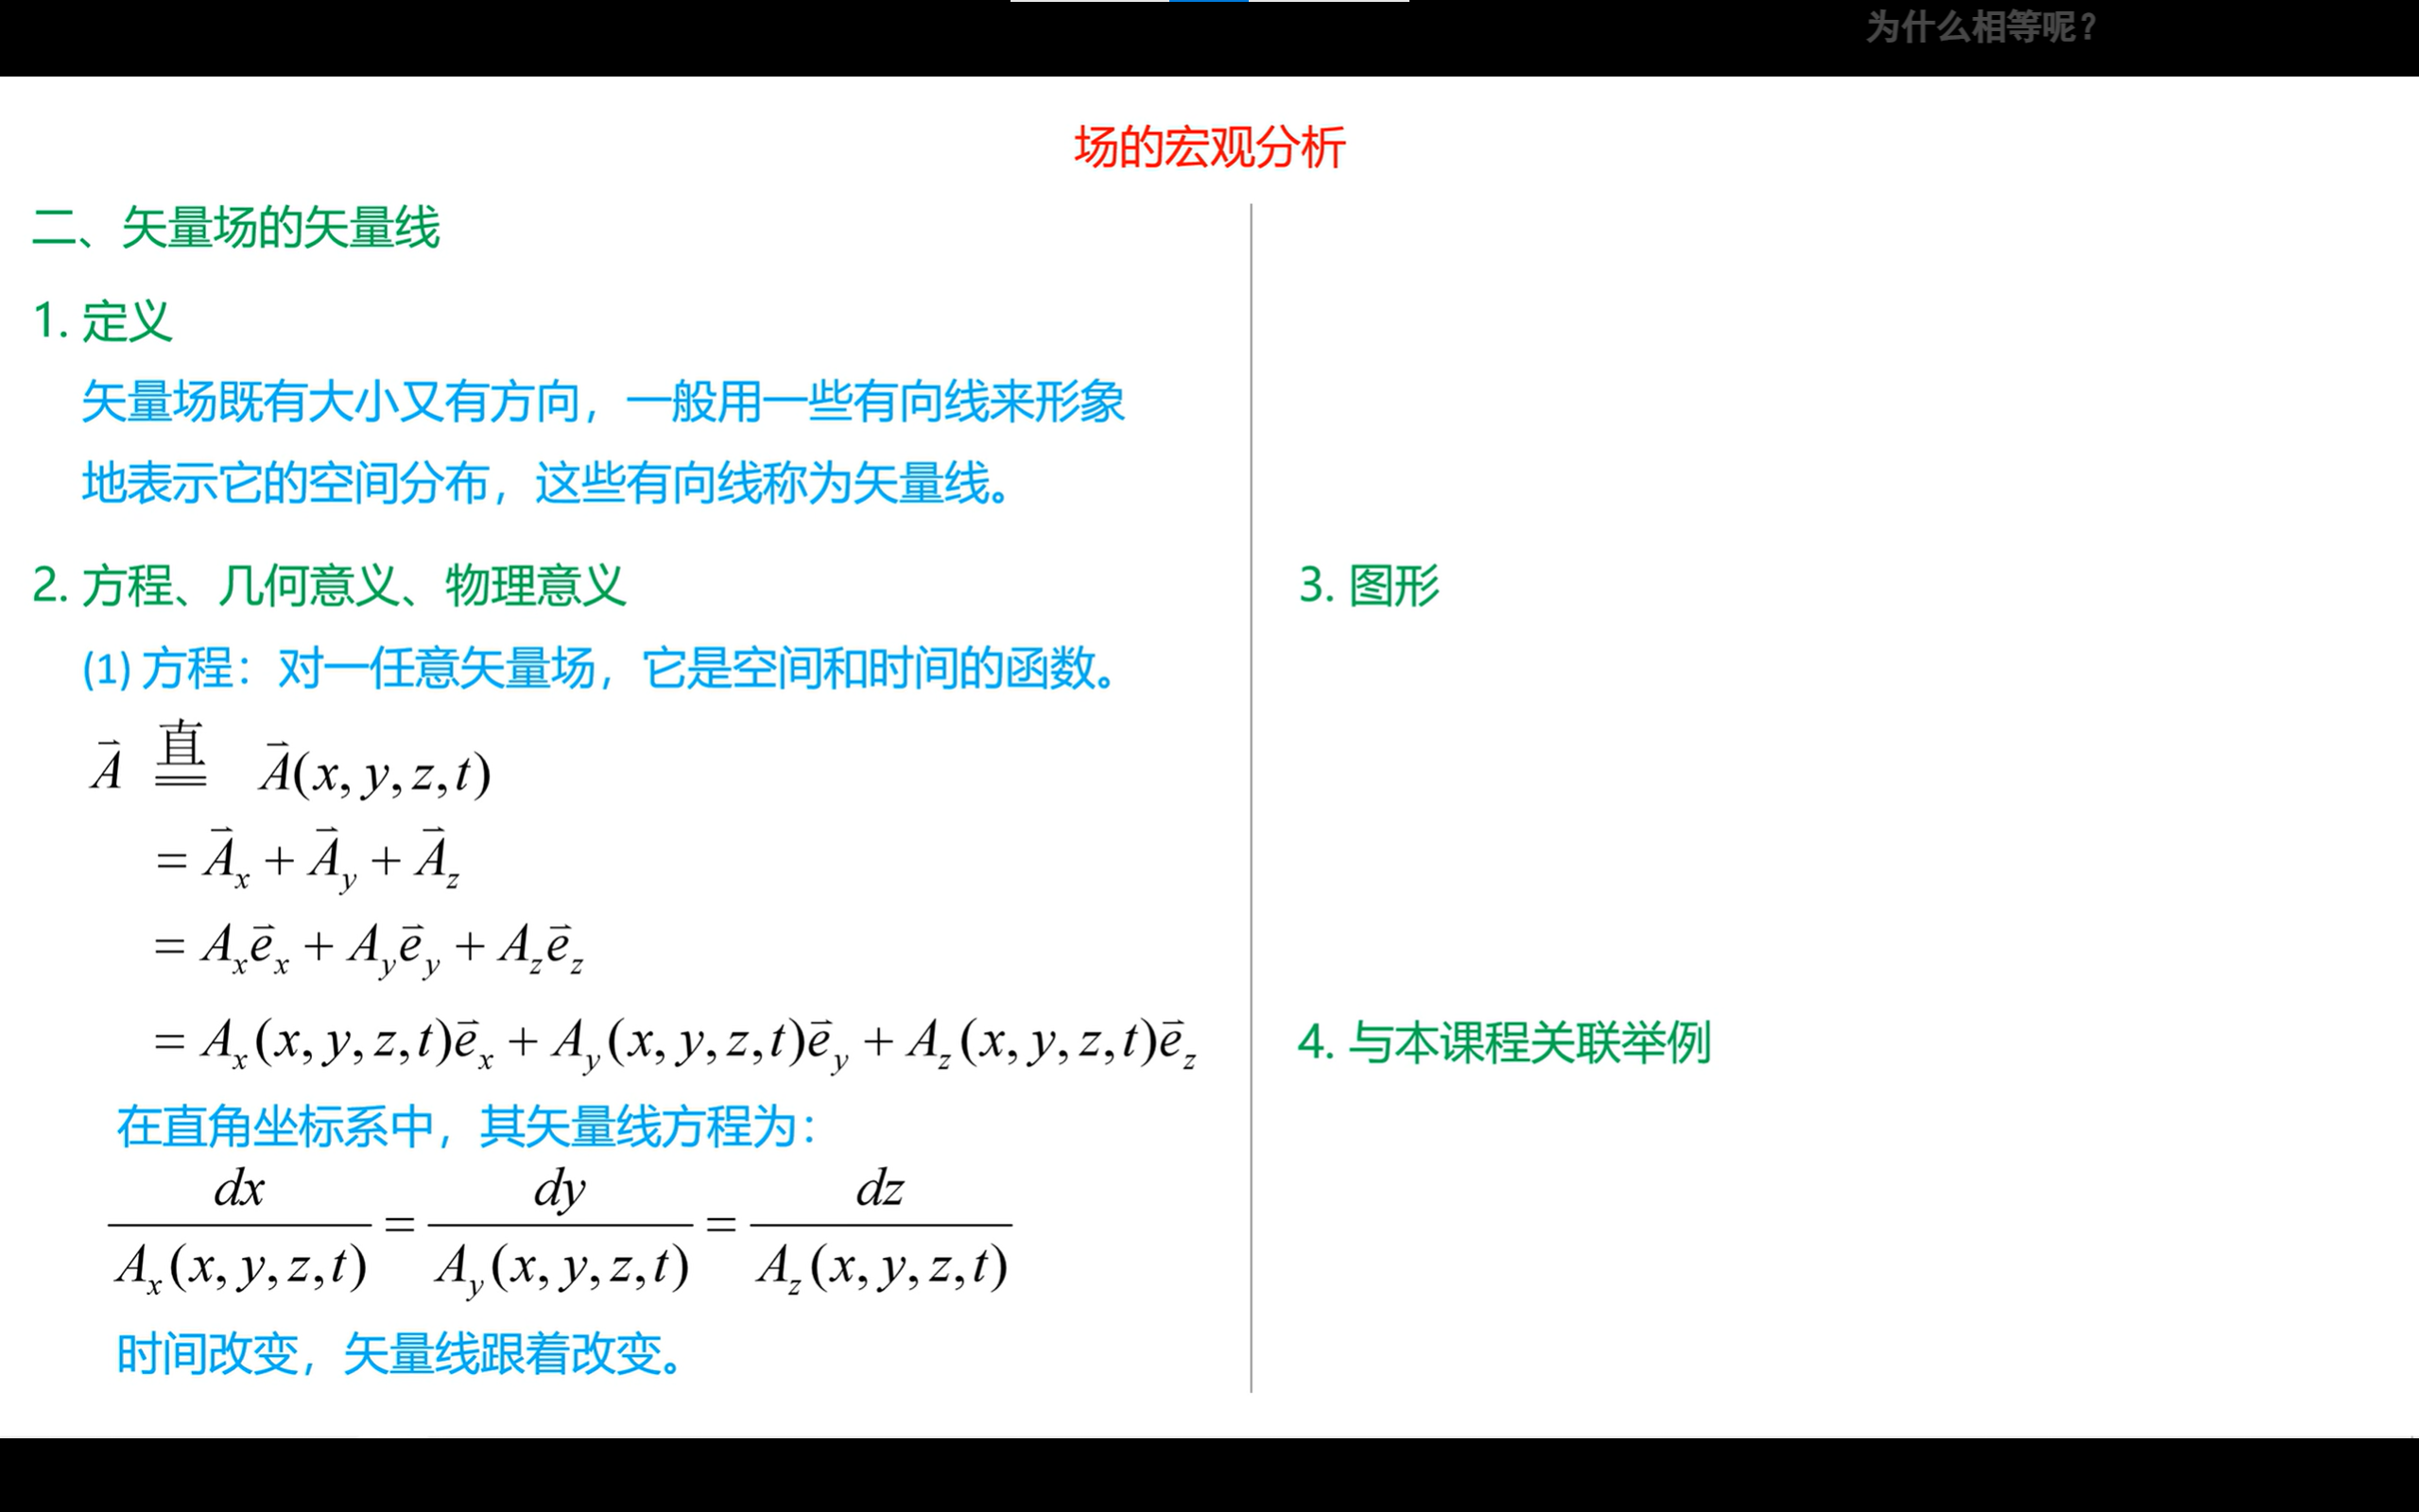 为什么相等呢？
场的宏观分析
二、矢量场的矢量线
1. 定义
矢量场既有大小又有方向，一般用一些有向线来形象
地表示它的空间分布，这些有向线称为矢量线。
2. 方程、几何意义、物理意义
(1) 方程：对一任意矢量场，它是空间和时间的函数。
$\vec{A} \overset{直}{=} \vec{A}(x,y,z,t)$
$= \vec{A}_x + \vec{A}_y + \vec{A}_z$
$= A_x\vec{e}_x + A_y\vec{e}_y + A_z\vec{e}_z$
$= A_x(x,y,z,t)\vec{e}_x + A_y(x,y,z,t)\vec{e}_y + A_z(x,y,z,t)\vec{e}_z$
在直角坐标系中，其矢量线方程为：
$\frac{dx}{A_x(x,y,z,t)} = \frac{dy}{A_y(x,y,z,t)} = \frac{dz}{A_z(x,y,z,t)}$
时间改变，矢量线跟着改变。
3. 图形
4. 与本课程关联举例